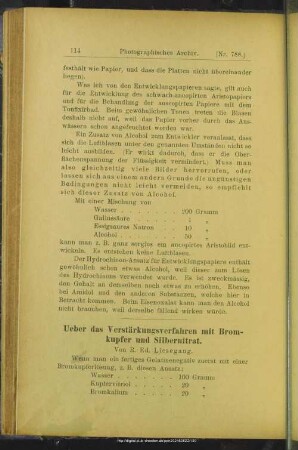 114 Photographisches Archiv. (Nr. 788.)
festhält wie Papier, und dass die Platten nicht übereinander
liegen).
Was ich von den Entwicklungspapieren sagte, gilt auch
für die Entwicklung des schwach-ancopirten Aristopapiers
und für die Behandlung der auscopirten Papiere mit dem
Tonfixirbad. Beim gewöhnlichen Tonen treten die Blasen
deshalb nicht auf, weil das Papier vorher durch das Aus-
wässern schon angefeuchtet worden war.
Ein Zusatz von Alcohol zum Entwickler veranlasst, dass
sich die Luftblasen unter den genannten Umständen nicht so
leicht ausbilden. (Er wirkt dadurch, dass er die Ober-
flächenspannung der Flüssigkeit vermindert.) Muss man
also gleichzeitig viele Bilder hervorrufen, oder
lassen sich aus einem andern Grunde die ungünstigen
Bedingungen nicht leicht vermeiden, so empfiehlt
sich dieser Zusatz von Alcohol.
Mit einer Mischung von
Wasser 200 Gramm
Gallussäure 1 »
Essigsaures Natron 10 »
Alcohol 50 »
kann man z. B. ganz sorglos ein ancopirtes Aristobild ent-
wickeln. Es entstehen keine Luftblasen.
Der Hydrochinon-Ansatz für Entwicklungspapiere enthält
gewöhnlich schon etwas Alcohol, weil dieser zum Lösen
des Hydrochinons verwendet wurde. Es ist zweckmässig,
den Gehalt an demselben noch etwas zu erhöhen. Ebenso
bei Amidol und den anderen Substanzen, welche hier in
Betracht kommen. Beim Eisenoxalat kann man den Alcohol
nicht brauchen, weil derselbe fällend wirken würde.
Ueber das Verstärkungsverfahren mit Brom-
kupfer und Silbernitrat.
Von R. Ed. Liesegang.
Wenn man ein fertiges Gelatinenegativ zuerst mit einer
Bromkupferlösung, z. B. diesen Ansatz:
Wasser 100 Gramm
Kupfervitriol 20 »
Bromkalium 20 »